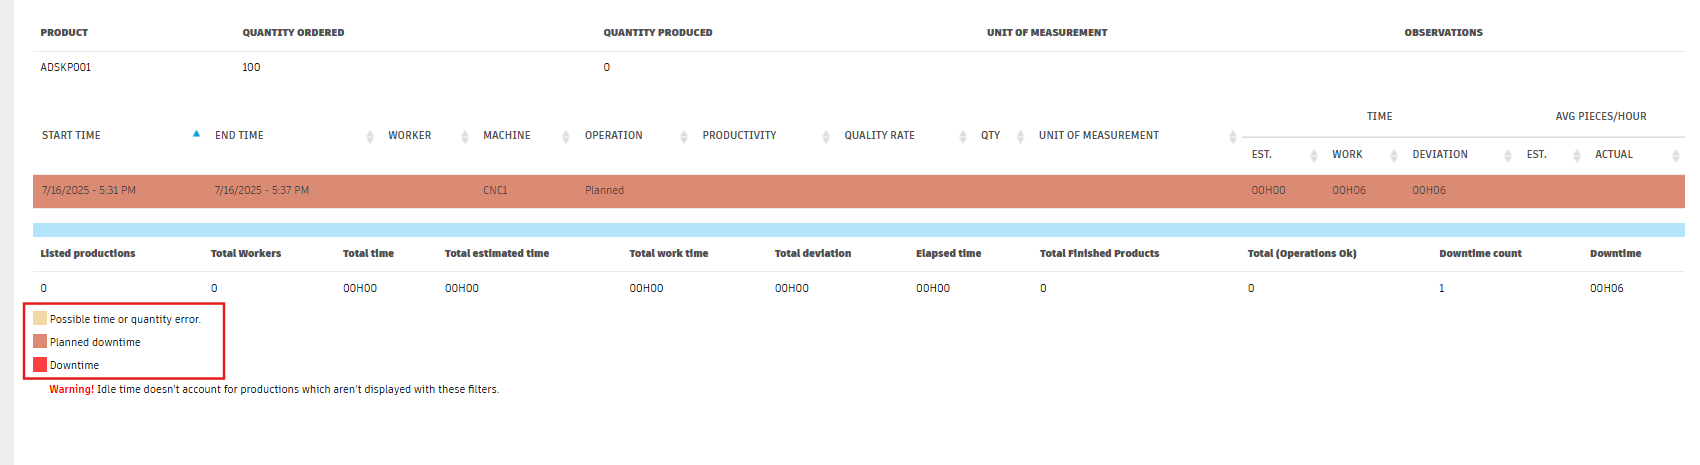 PRODUCT QUANTITY ORDERED QUANTITY PRODUCED UNIT OF MEASUREMENT OBSERVATIONS
ADSKP001 100 0
TIME AVG PIECES/HOUR
START TIME END TIME WORKER MACHINE OPERATION PRODUCTIVITY QUALITY RATE QTY UNIT OF MEASUREMENT
EST. WORK DEVIATION EST. ACTUAL
7/16/2025 - 5:31 PM 7/16/2025 - 5:37 PM CNC1 Planned 00H00 00H06 00H06
Listed productions Total Workers Total time Total estimated time Total work time Total deviation Elapsed time Total Finished Products Total (Operations Ok) Downtime count Downtime
0 0 00H00 00H00 00H00 00H00 00H00 0 0 1 00H06
Possible time or quantity error.
Planned downtime
Downtime
Warning! Idle time doesn't account for productions which aren't displayed with these filters.